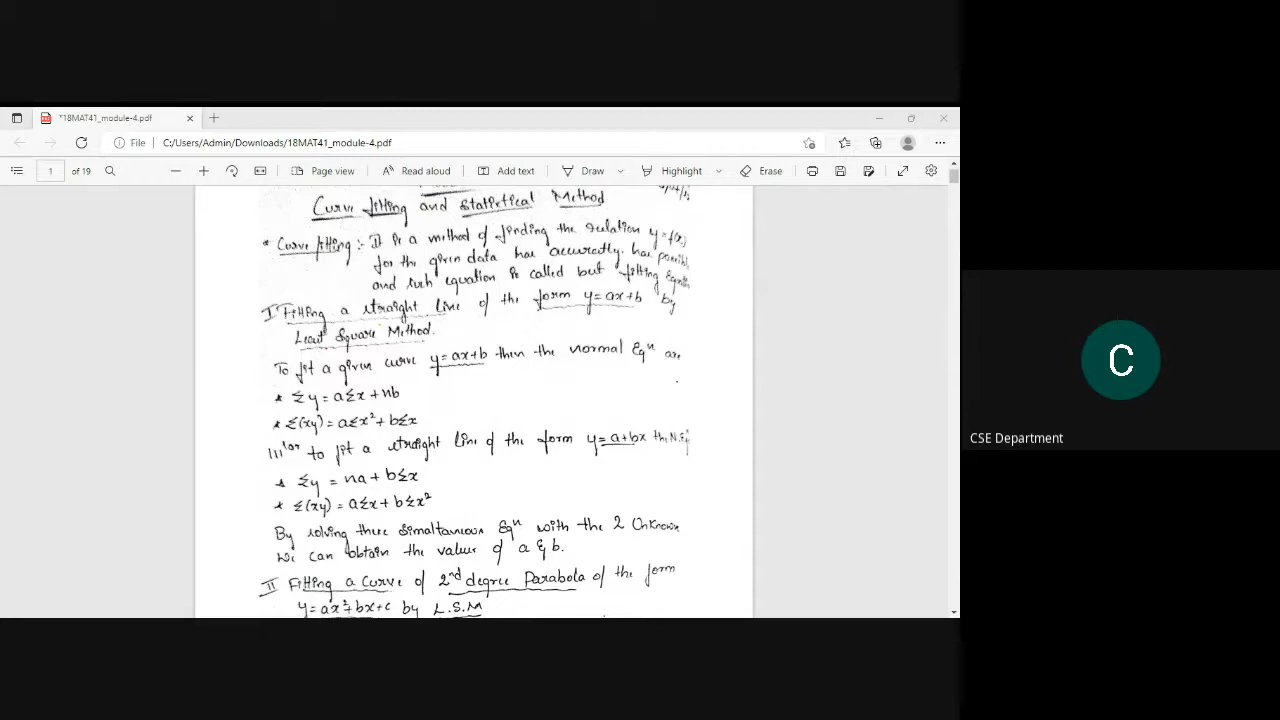 *18MAT41_module-4.pdf
File C:/Users/Admin/Downloads/18MAT41_module-4.pdf
1 of 19 Page view Read aloud Add text Draw Highlight Erase
Curve fitting and Statistical Method
* Curve fitting :- It is a method of finding the relation y=f(x)
for the given data has accurately has possible
and such equation is called but fitting Equation
I Fitting a straight line of the form y=ax+b by
Least Square Method.
To fit a given curve y=ax+b then the normal Eqⁿ are
* Σy = aΣx + nb
* Σ(xy) = aΣx² + bΣx
|||lar to fit a straight line of the form y=a+bx the N.Eqⁿ
* Σy = na + bΣx
* Σ(xy) = aΣx + bΣx²
By solving these simaltaneous Eqⁿ with the 2 Unknown
We can obtain the value of a & b.
II Fitting a Curve of 2nd degree Parabola of the form
y=ax²+bx+c by L.S.M
C
CSE Department